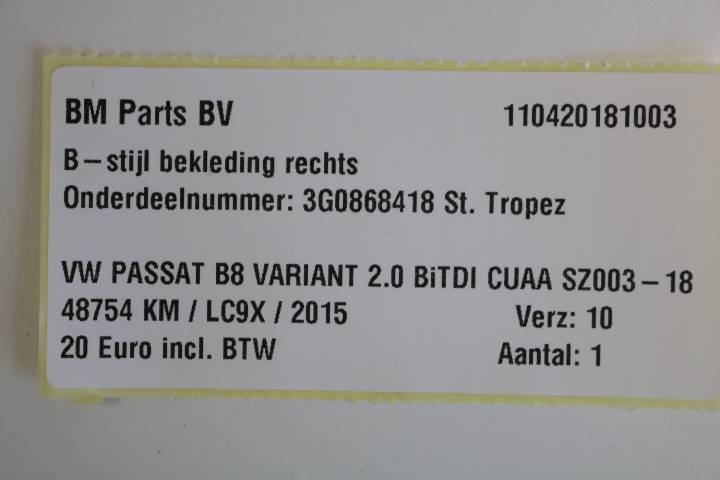 BM Parts BV 110420181003
B-stijl bekleding rechts
Onderdeelnummer: 3G0868418 St. Tropez
VW PASSAT B8 VARIANT 2.0 BiTDI CUAA SZ003-18
48754 KM / LC9X / 2015 Verz: 10
20 Euro incl. BTW Aantal: 1